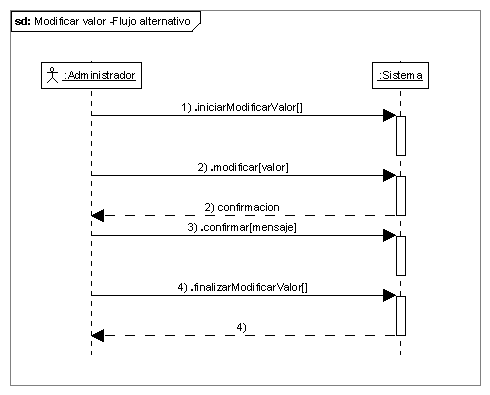 sd: Modificar valor -Flujo alternativo
:Administrador
:Sistema
1) .iniciarModificarValor[]
2) .modificar[valor]
2) confirmacion
3) .confirmar[mensaje]
4) .finalizarModificarValor[]
4)